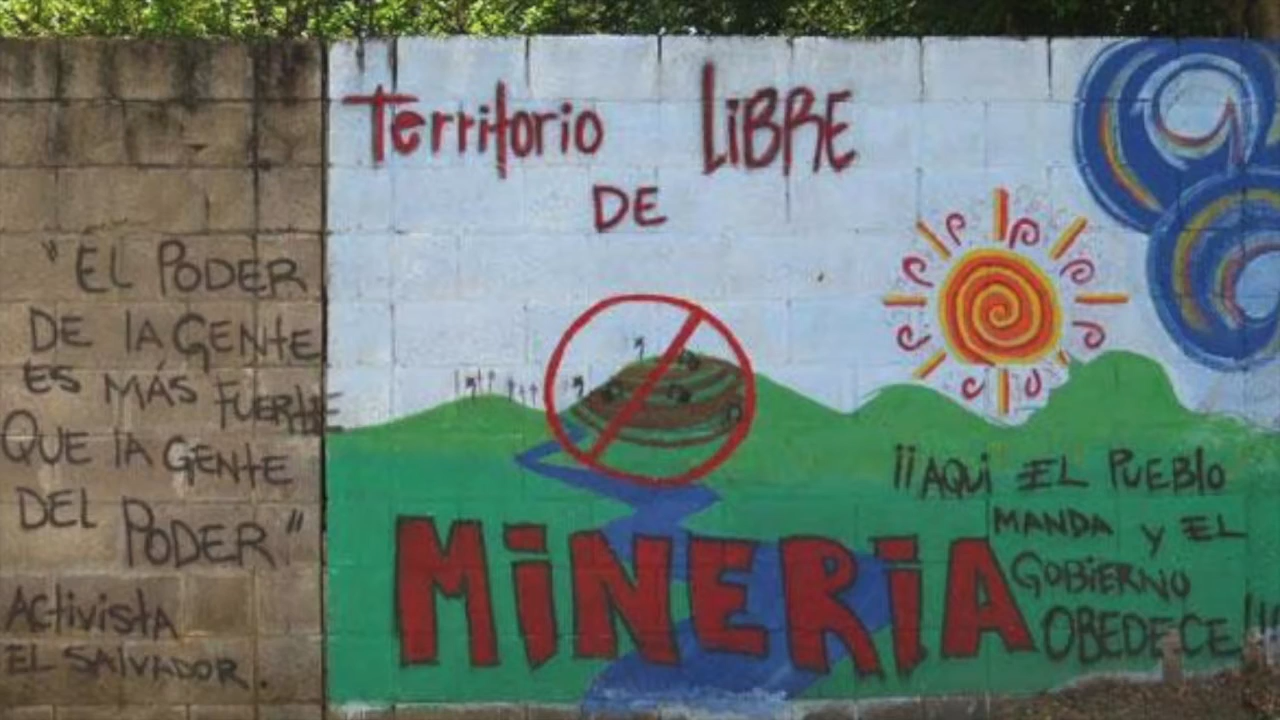 "EL PODER
DE la GENTE
ES MÁS FUERTE
QUE la GENTE
DEL PODER"
Activista
EL SALVADOR.
Territorio LiBRE
DE
MiNERiA
¡¡AQUi EL PUEBlO
MANDA y EL
GOBiERNO
OBEDECE!!!